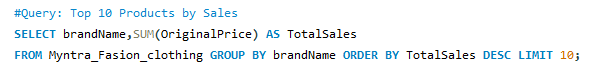 #Query: Top 10 Products by Sales
SELECT brandName,SUM(OriginalPrice) AS TotalSales
FROM Myntra_Fasion_clothing GROUP BY brandName ORDER BY TotalSales DESC LIMIT 10;